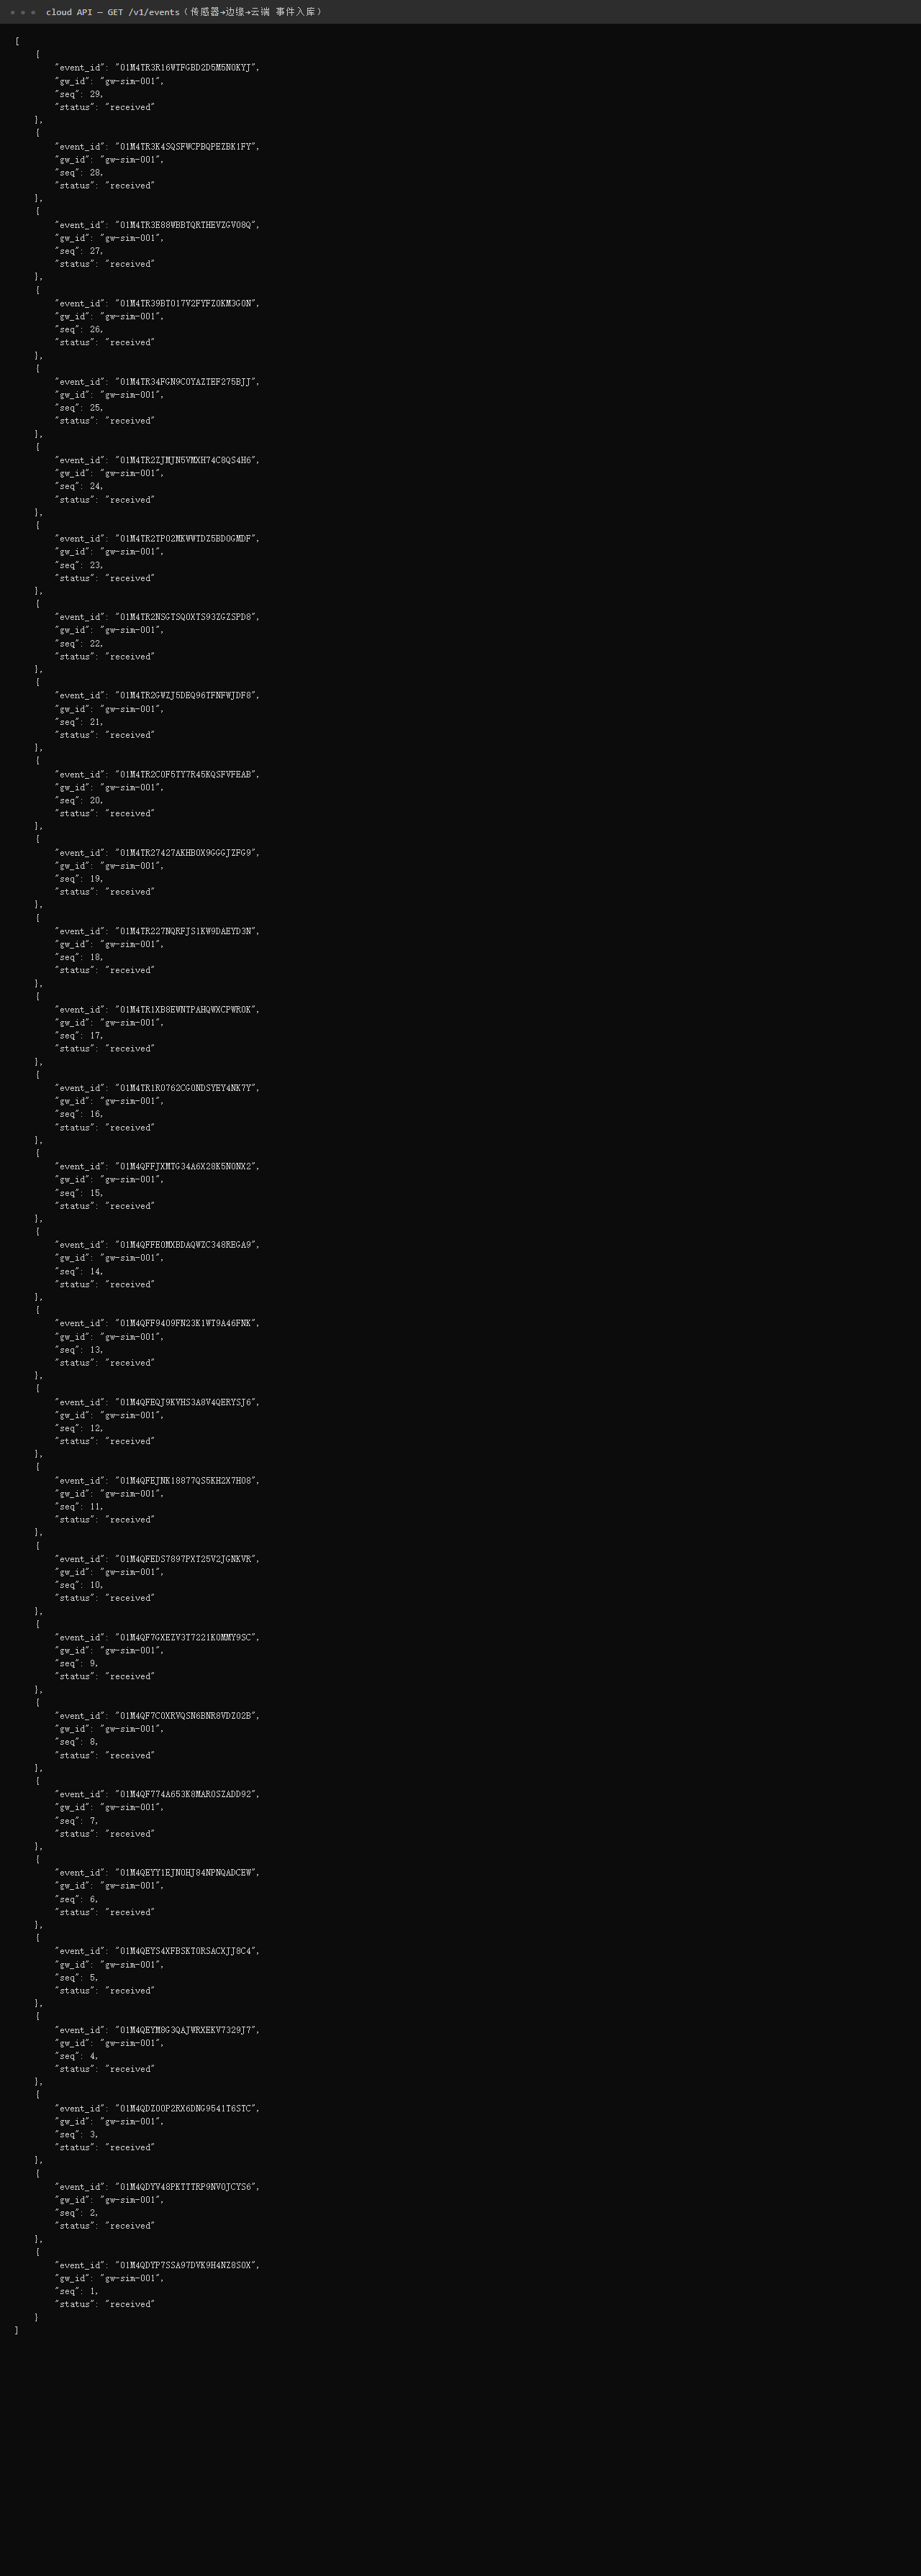 cloud API — GET /v1/events（传感器→边缘→云端 事件入库）
[
{
"event_id": "01M4TR3R16WTFGBD2D5M5N0KYJ",
"gw_id": "gw-sim-001",
"seq": 29,
"status": "received"
},
{
"event_id": "01M4TR3K4SQSFWCPBQPEZBK1FY",
"gw_id": "gw-sim-001",
"seq": 28,
"status": "received"
},
{
"event_id": "01M4TR3E88WBBTQRTHEVZGV08Q",
"gw_id": "gw-sim-001",
"seq": 27,
"status": "received"
},
{
"event_id": "01M4TR39BT017V2FYFZ0KM3G0N",
"gw_id": "gw-sim-001",
"seq": 26,
"status": "received"
},
{
"event_id": "01M4TR34FGN9C0YAZTEF275BJJ",
"gw_id": "gw-sim-001",
"seq": 25,
"status": "received"
},
{
"event_id": "01M4TR2ZJMJN5VMXH74C8QS4H6",
"gw_id": "gw-sim-001",
"seq": 24,
"status": "received"
},
{
"event_id": "01M4TR2TP02MKWWTDZ5BD0GMDF",
"gw_id": "gw-sim-001",
"seq": 23,
"status": "received"
},
{
"event_id": "01M4TR2NSGTSQ0XTS93ZGZSPD8",
"gw_id": "gw-sim-001",
"seq": 22,
"status": "received"
},
{
"event_id": "01M4TR2GWZJ5DEQ96TFNFWJDF8",
"gw_id": "gw-sim-001",
"seq": 21,
"status": "received"
},
{
"event_id": "01M4TR2C0F5TY7R45KQSFVFEAB",
"gw_id": "gw-sim-001",
"seq": 20,
"status": "received"
},
{
"event_id": "01M4TR27427AKHB0X9GGGJZFG9",
"gw_id": "gw-sim-001",
"seq": 19,
"status": "received"
},
{
"event_id": "01M4TR227NQRFJS1KW9DAEYD3N",
"gw_id": "gw-sim-001",
"seq": 18,
"status": "received"
},
{
"event_id": "01M4TR1XB8EWNTPAHQWXCPWR0K",
"gw_id": "gw-sim-001",
"seq": 17,
"status": "received"
},
{
"event_id": "01M4TR1R0762CG0NDSYEY4NK7Y",
"gw_id": "gw-sim-001",
"seq": 16,
"status": "received"
},
{
"event_id": "01M4QFFJXMTG34A6X28K5N0NX2",
"gw_id": "gw-sim-001",
"seq": 15,
"status": "received"
},
{
"event_id": "01M4QFFE0MXBDAQWZC348REGA9",
"gw_id": "gw-sim-001",
"seq": 14,
"status": "received"
},
{
"event_id": "01M4QFF9409FN23K1WT9A46FNK",
"gw_id": "gw-sim-001",
"seq": 13,
"status": "received"
},
{
"event_id": "01M4QFEQJ9KVHS3A8V4QERYSJ6",
"gw_id": "gw-sim-001",
"seq": 12,
"status": "received"
},
{
"event_id": "01M4QFEJNK18877QS5KH2X7H08",
"gw_id": "gw-sim-001",
"seq": 11,
"status": "received"
},
{
"event_id": "01M4QFEDS7897PXT25V2JGNKVR",
"gw_id": "gw-sim-001",
"seq": 10,
"status": "received"
},
{
"event_id": "01M4QF7GXEZV3T7221K0MMY9SC",
"gw_id": "gw-sim-001",
"seq": 9,
"status": "received"
},
{
"event_id": "01M4QF7C0XRVQSN6BNR8VDZ02B",
"gw_id": "gw-sim-001",
"seq": 8,
"status": "received"
},
{
"event_id": "01M4QF774A653K8MAR0SZADD92",
"gw_id": "gw-sim-001",
"seq": 7,
"status": "received"
},
{
"event_id": "01M4QEYY1EJN0HJ84NPNQADCEW",
"gw_id": "gw-sim-001",
"seq": 6,
"status": "received"
},
{
"event_id": "01M4QEYS4XFBSKT0RSACXJJ8C4",
"gw_id": "gw-sim-001",
"seq": 5,
"status": "received"
},
{
"event_id": "01M4QEYM8G3QAJWRXEKV7329J7",
"gw_id": "gw-sim-001",
"seq": 4,
"status": "received"
},
{
"event_id": "01M4QDZ00P2RX6DNG9541T6STC",
"gw_id": "gw-sim-001",
"seq": 3,
"status": "received"
},
{
"event_id": "01M4QDYV48PKTTTRP9NV0JCYS6",
"gw_id": "gw-sim-001",
"seq": 2,
"status": "received"
},
{
"event_id": "01M4QDYP7SSA97DVK9H4NZ8S0X",
"gw_id": "gw-sim-001",
"seq": 1,
"status": "received"
}
]